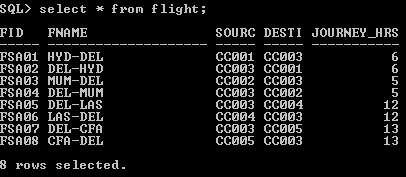 SQL> select * from flight;
FID FNAME SOURC DESTI JOURNEY_HRS
----- -------------------- ----- ----- -----------
FSA01 HYD-DEL CC001 CC003 6
FSA02 DEL-HYD CC003 CC001 6
FSA03 MUM-DEL CC002 CC003 5
FSA04 DEL-MUM CC003 CC002 5
FSA05 DEL-LAS CC003 CC004 12
FSA06 LAS-DEL CC004 CC003 12
FSA07 DEL-CFA CC003 CC005 13
FSA08 CFA-DEL CC005 CC003 13
8 rows selected.